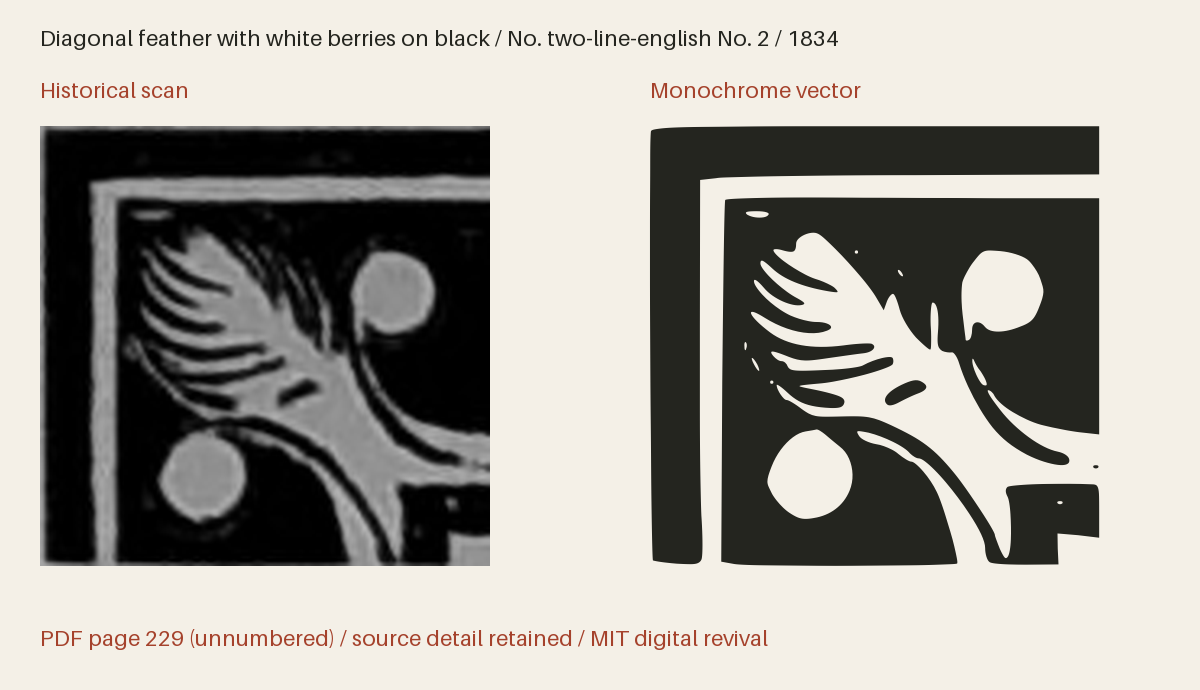 Diagonal feather with white berries on black / No. two-line-english No. 2 / 1834
Historical scan
Monochrome vector
PDF page 229 (unnumbered) / source detail retained / MIT digital revival